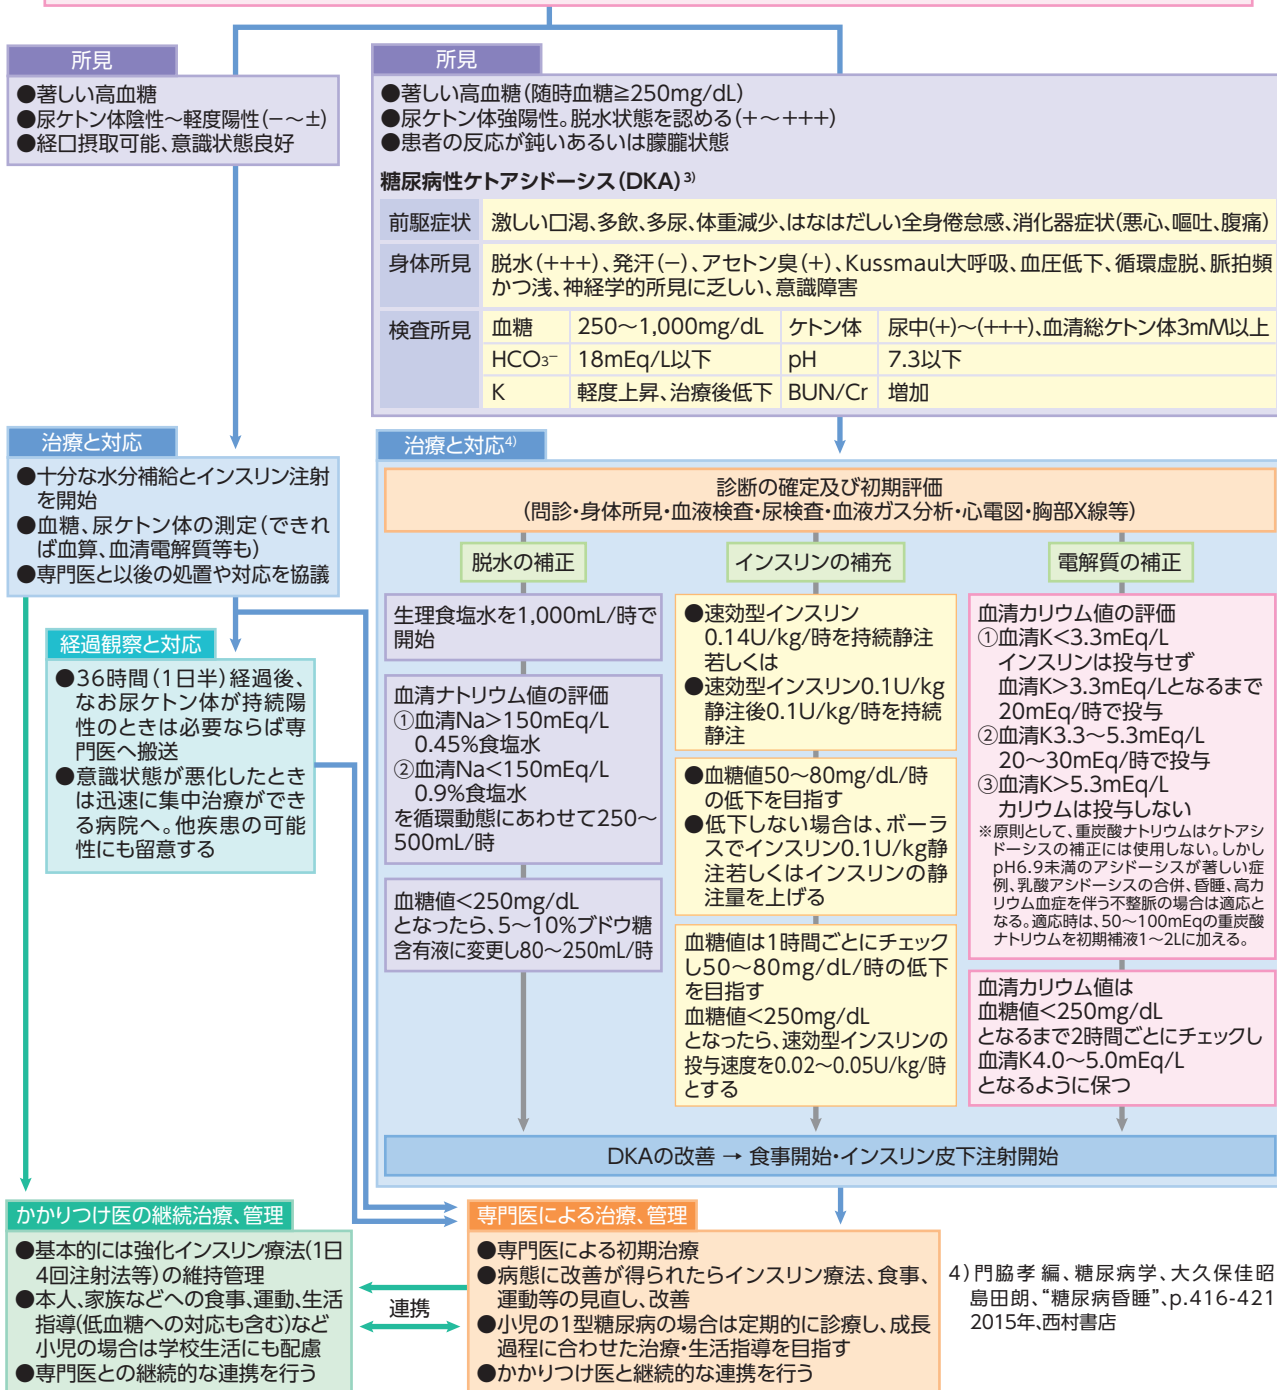 所見
●著しい高血糖
●尿ケトン体陰性～軽度陽性(－～±)
●経口摂取可能、意識状態良好
所見
●著しい高血糖(随時血糖≧250mg/dL)
●尿ケトン体強陽性。脱水状態を認める(+～+++)
●患者の反応が鈍いあるいは朦朧状態
糖尿病性ケトアシドーシス(DKA)3)
前駆症状 激しい口渇、多飲、多尿、体重減少、はなはだしい全身倦怠感、消化器症状(悪心、嘔吐、腹痛)
身体所見 脱水(+++)、発汗(−)、アセトン臭(+)、Kussmaul大呼吸、血圧低下、循環虚脱、脈拍頻
かつ浅、神経学的所見に乏しい、意識障害
検査所見 血糖 250～1,000mg/dL ケトン体 尿中(+)～(+++)、血清総ケトン体3mM以上
HCO3− 18mEq/L以下 pH 7.3以下
K 軽度上昇、治療後低下 BUN/Cr 増加
治療と対応
●十分な水分補給とインスリン注射
を開始
●血糖、尿ケトン体の測定(できれ
ば血算、血清電解質等も)
●専門医と以後の処置や対応を協議
経過観察と対応
●36時間(1日半)経過後、
なお尿ケトン体が持続陽
性のときは必要ならば専
門医へ搬送
●意識状態が悪化したとき
は迅速に集中治療ができ
る病院へ。他疾患の可能
性にも留意する
治療と対応4)
診断の確定及び初期評価
(問診・身体所見・血液検査・尿検査・血液ガス分析・心電図・胸部X線等)
脱水の補正
生理食塩水を1,000mL/時で
開始
血清ナトリウム値の評価
①血清Na>150mEq/L
0.45%食塩水
②血清Na<150mEq/L
0.9%食塩水
を循環動態にあわせて250～
500mL/時
血糖値<250mg/dL
となったら、5～10%ブドウ糖
含有液に変更し80～250mL/時
インスリンの補充
●速効型インスリン
0.14U/kg/時を持続静注
若しくは
●速効型インスリン0.1U/kg
静注後0.1U/kg/時を持続
静注
●血糖値50～80mg/dL/時
の低下を目指す
●低下しない場合は、ボーラ
スでインスリン0.1U/kg静
注若しくはインスリンの静
注量を上げる
血糖値は1時間ごとにチェック
し50～80mg/dL/時の低下
を目指す
血糖値<250mg/dL
となったら、速効型インスリンの
投与速度を0.02～0.05U/kg/時
とする
電解質の補正
血清カリウム値の評価
①血清K<3.3mEq/L
インスリンは投与せず
血清K>3.3mEq/Lとなるまで
20mEq/時で投与
②血清K3.3～5.3mEq/L
20～30mEq/時で投与
③血清K>5.3mEq/L
カリウムは投与しない
※原則として、重炭酸ナトリウムはケトアシ
ドーシスの補正には使用しない。しかし
pH6.9未満のアシドーシスが著しい症
例、乳酸アシドーシスの合併、昏睡、高カ
リウム血症を伴う不整脈の場合は適応と
なる。適応時は、50～100mEqの重炭酸
ナトリウムを初期補液1～2Lに加える。
血清カリウム値は
血糖値<250mg/dL
となるまで2時間ごとにチェックし
血清K4.0～5.0mEq/L
となるように保つ
DKAの改善 → 食事開始・インスリン皮下注射開始
かかりつけ医の継続治療、管理
●基本的には強化インスリン療法(1日
4回注射法等)の維持管理
●本人、家族などへの食事、運動、生活
指導(低血糖への対応も含む)など
小児の場合は学校生活にも配慮
●専門医との継続的な連携を行う
連携
専門医による治療、管理
●専門医による初期治療
●病態に改善が得られたらインスリン療法、食事、
運動等の見直し、改善
●小児の1型糖尿病の場合は定期的に診療し、成長
過程に合わせた治療・生活指導を目指す
●かかりつけ医と継続的な連携を行う
4)門脇孝 編、糖尿病学、大久保佳昭
島田朗、“糖尿病昏睡”、p.416-421
2015年、西村書店